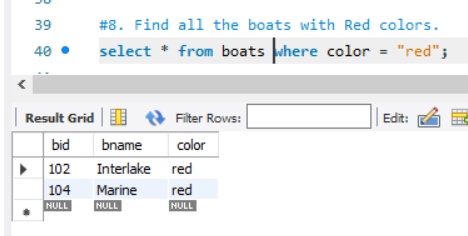 39 #8. Find all the boats with Red colors.
40 select * from boats where color = "red";
Result Grid Filter Rows: Edit:
bid bname color
102 Interlake red
104 Marine red
NULL NULL NULL